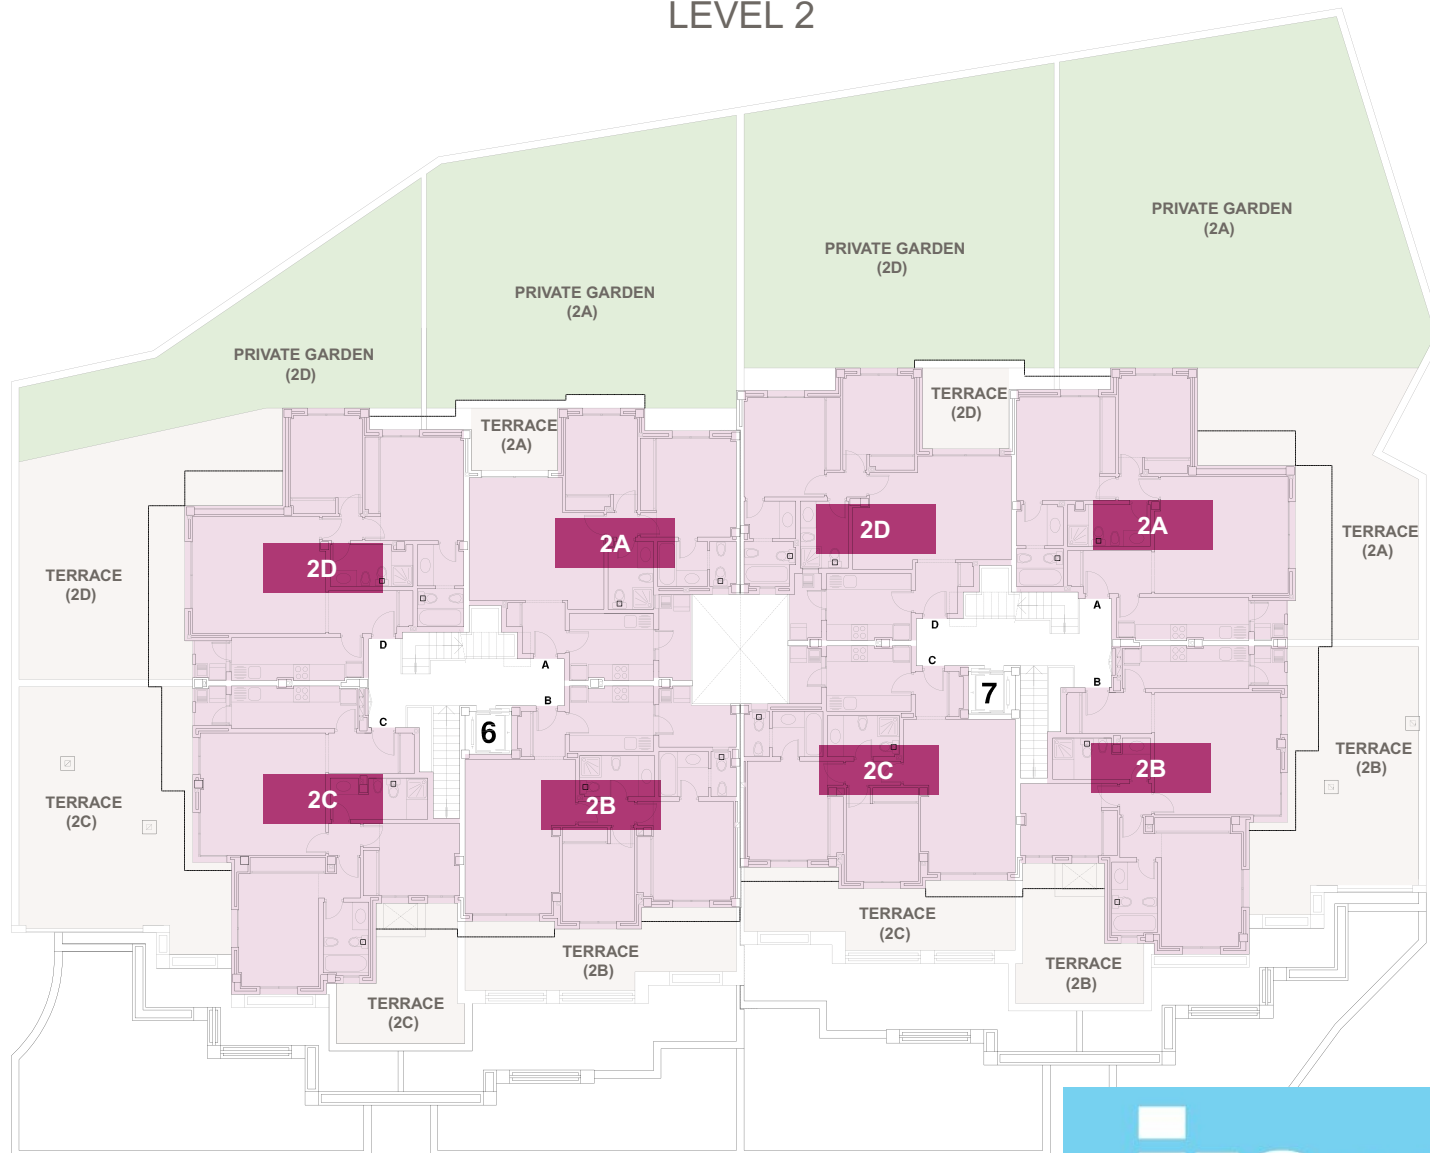 LEVEL 2
PRIVATE GARDEN
(2A)
PRIVATE GARDEN
(2D)
PRIVATE GARDEN
(2A)
PRIVATE GARDEN
(2D)
TERRACE
(2D)
TERRACE
(2A)
TERRACE
(2D)
TERRACE
(2A)
2D
2A
2D
2A
D
A
B
C
D
C
A
B
6
7
2C
2B
2C
2B
TERRACE
(2C)
TERRACE
(2B)
TERRACE
(2C)
TERRACE
(2B)
TERRACE
(2B)
TERRACE
(2C)